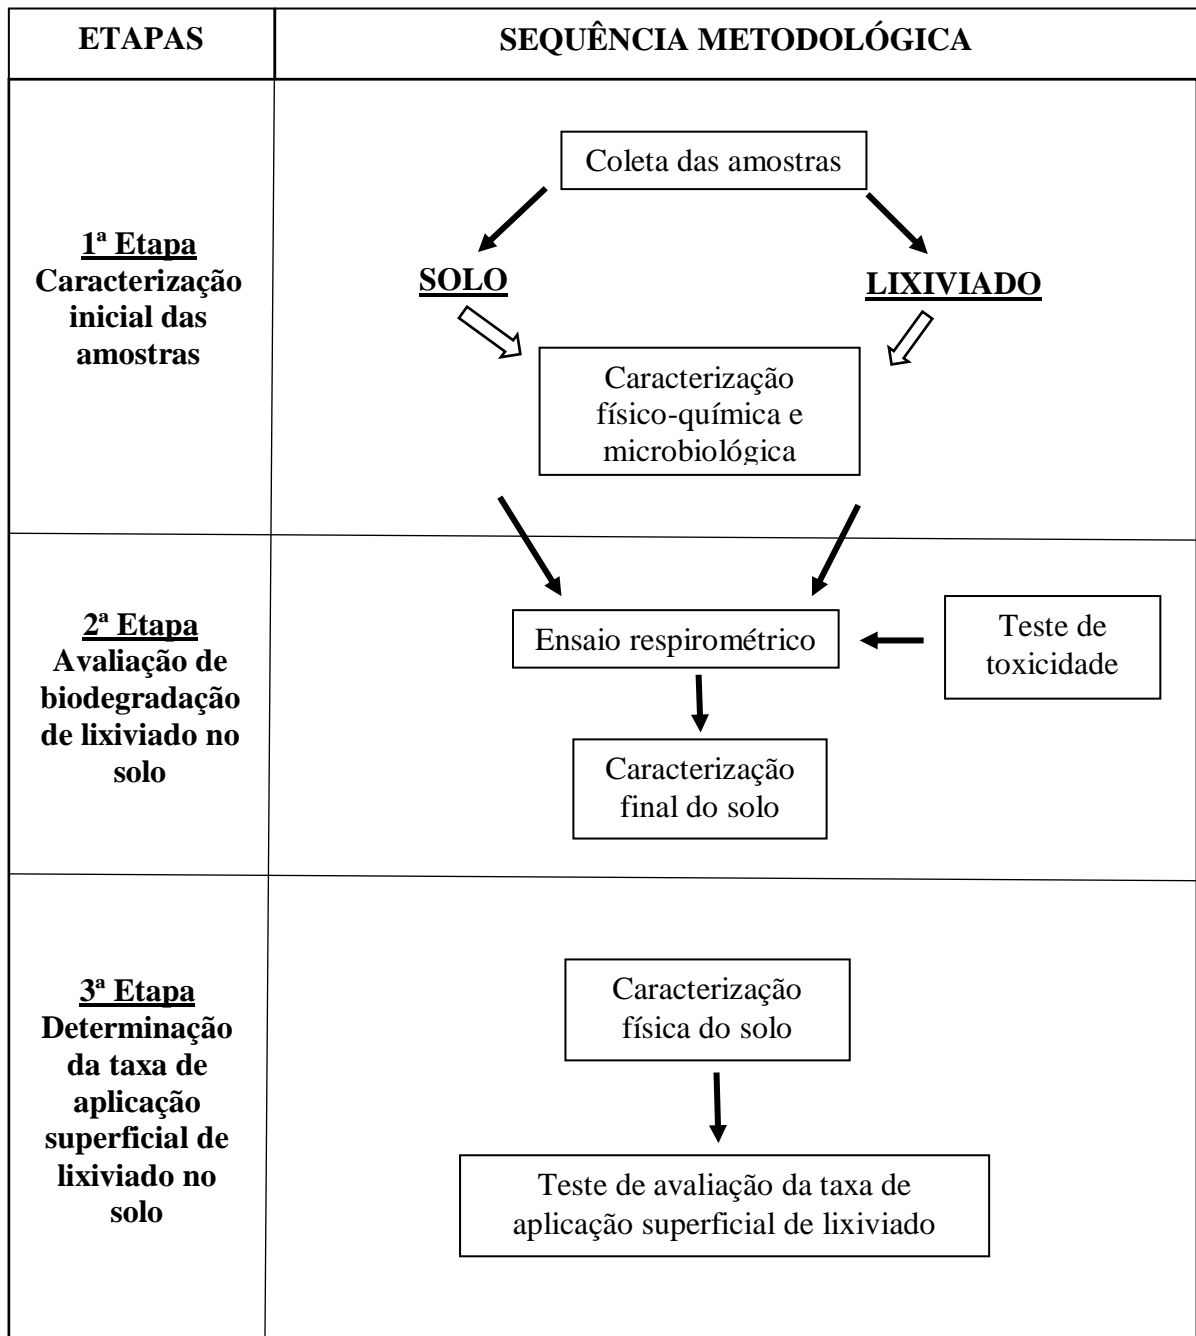 ETAPAS
SEQUÊNCIA METODOLÓGICA
1ª Etapa
Caracterização
inicial das
amostras
Coleta das amostras
SOLO
LIXIVIADO
Caracterização
físico-química e
microbiológica
2ª Etapa
Avaliação de
biodegradação
de lixiviado no
solo
Ensaio respirométrico
Teste de
toxicidade
Caracterização
final do solo
3ª Etapa
Determinação
da taxa de
aplicação
superficial de
lixiviado no
solo
Caracterização
física do solo
Teste de avaliação da taxa de
aplicação superficial de lixiviado